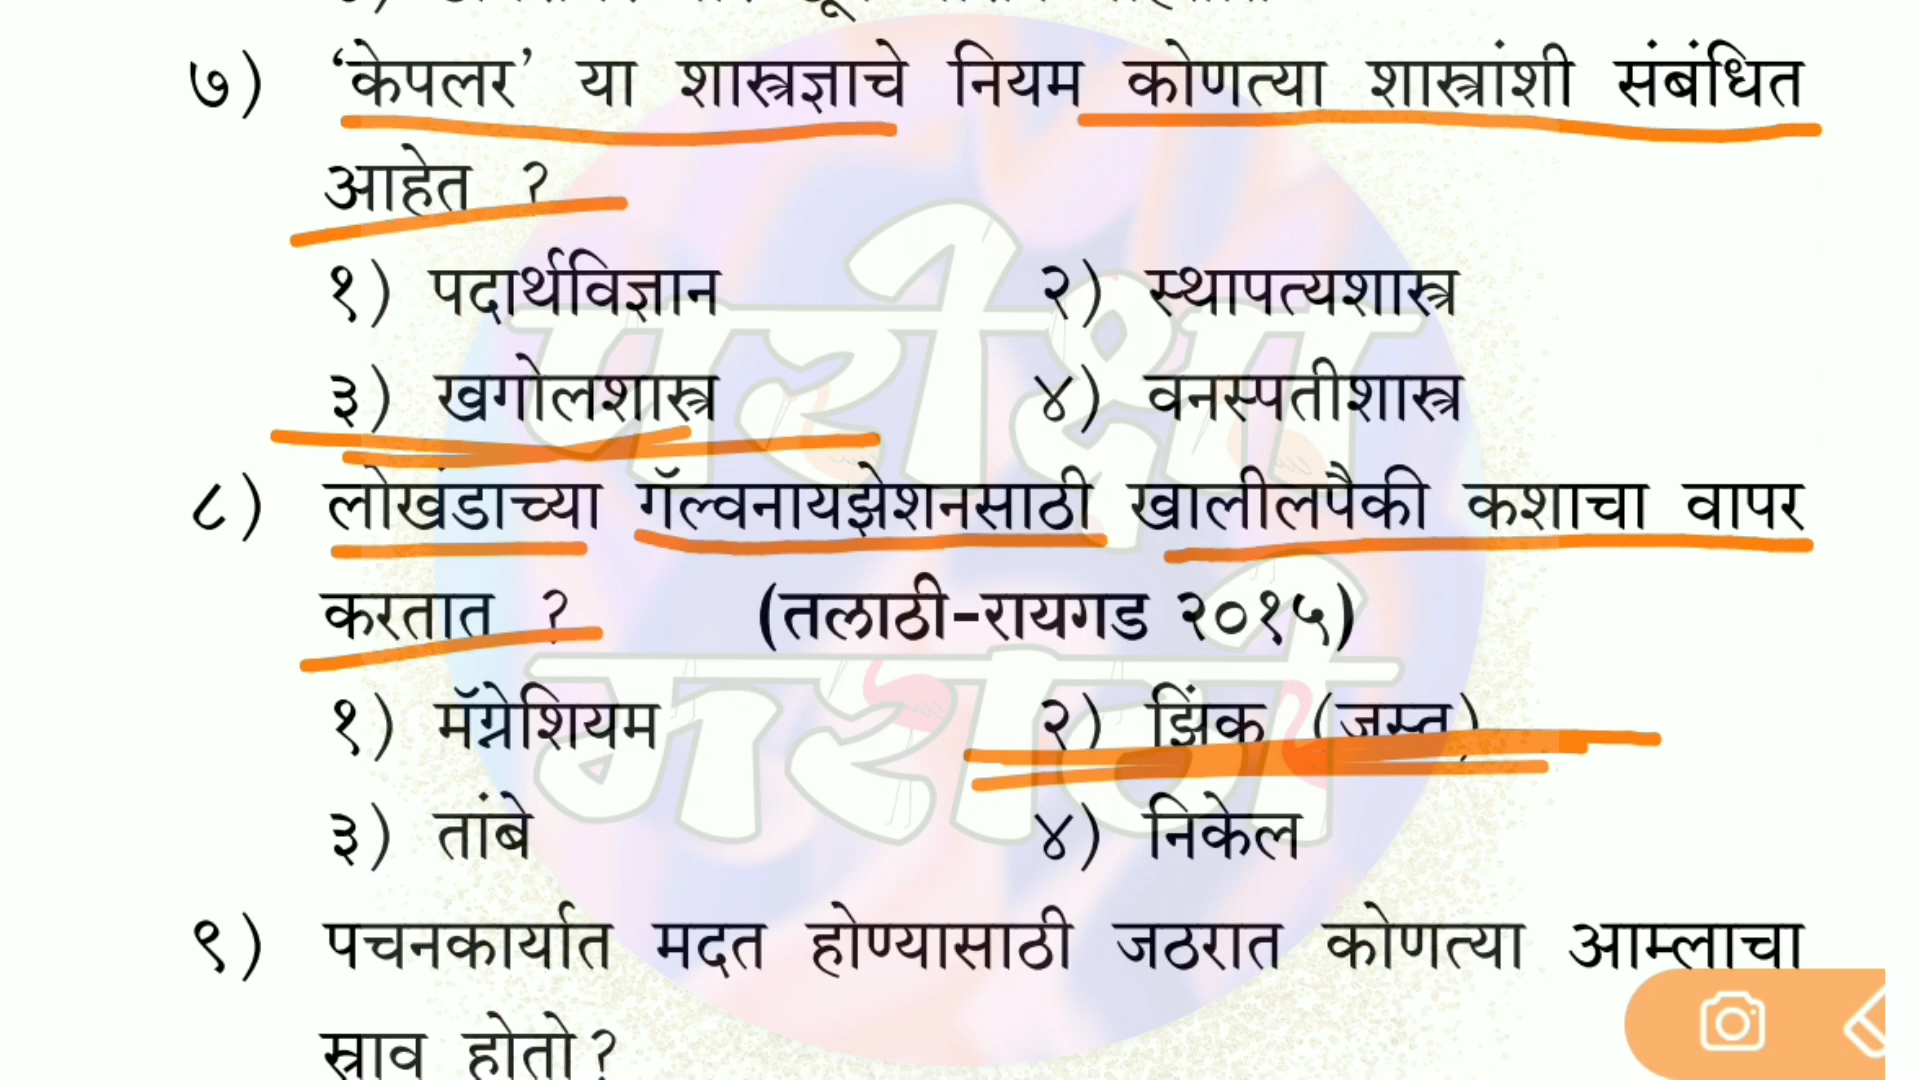 ७) ‘केपलर’ या शास्त्रज्ञाचे नियम कोणत्या शास्त्रांशी संबंधित
आहेत ?
१) पदार्थविज्ञान २) स्थापत्यशास्त्र
३) खगोलशास्त्र ४) वनस्पतीशास्त्र
८) लोखंडाच्या गॅल्वनायझेशनसाठी खालीलपैकी कशाचा वापर
करतात ? (तलाठी-रायगड २०१५)
१) मॅग्नेशियम २) झिंक (जस्त)
३) तांबे ४) निकेल
९) पचनकार्यात मदत होण्यासाठी जठरात कोणत्या आम्लाचा
स्राव होतो?
परीक्षा
मराठी